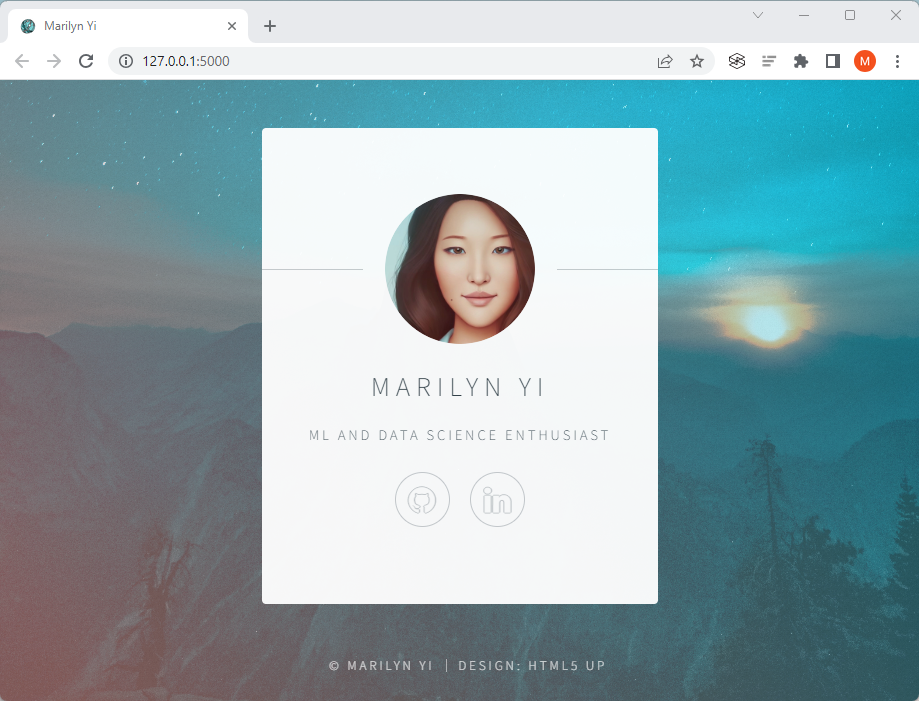 Marilyn Yi
127.0.0.1:5000
M
MARILYN YI
ML AND DATA SCIENCE ENTHUSIAST
in
© MARILYN YI | DESIGN: HTML5 UP